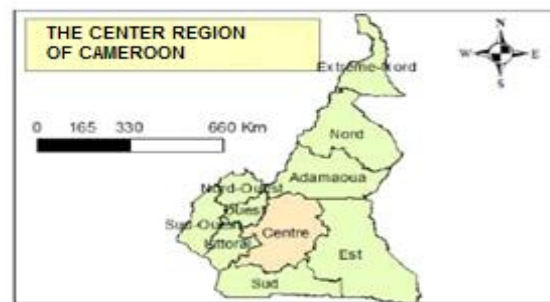 THE CENTER REGION
OF CAMEROON
N
W E
S
Extrême-Nord
0 165 330 660 Km
Nord
Adamaoua
Nord-Ouest
Ouest
Sud-Ouest
Littoral
Centre
Est
Sud